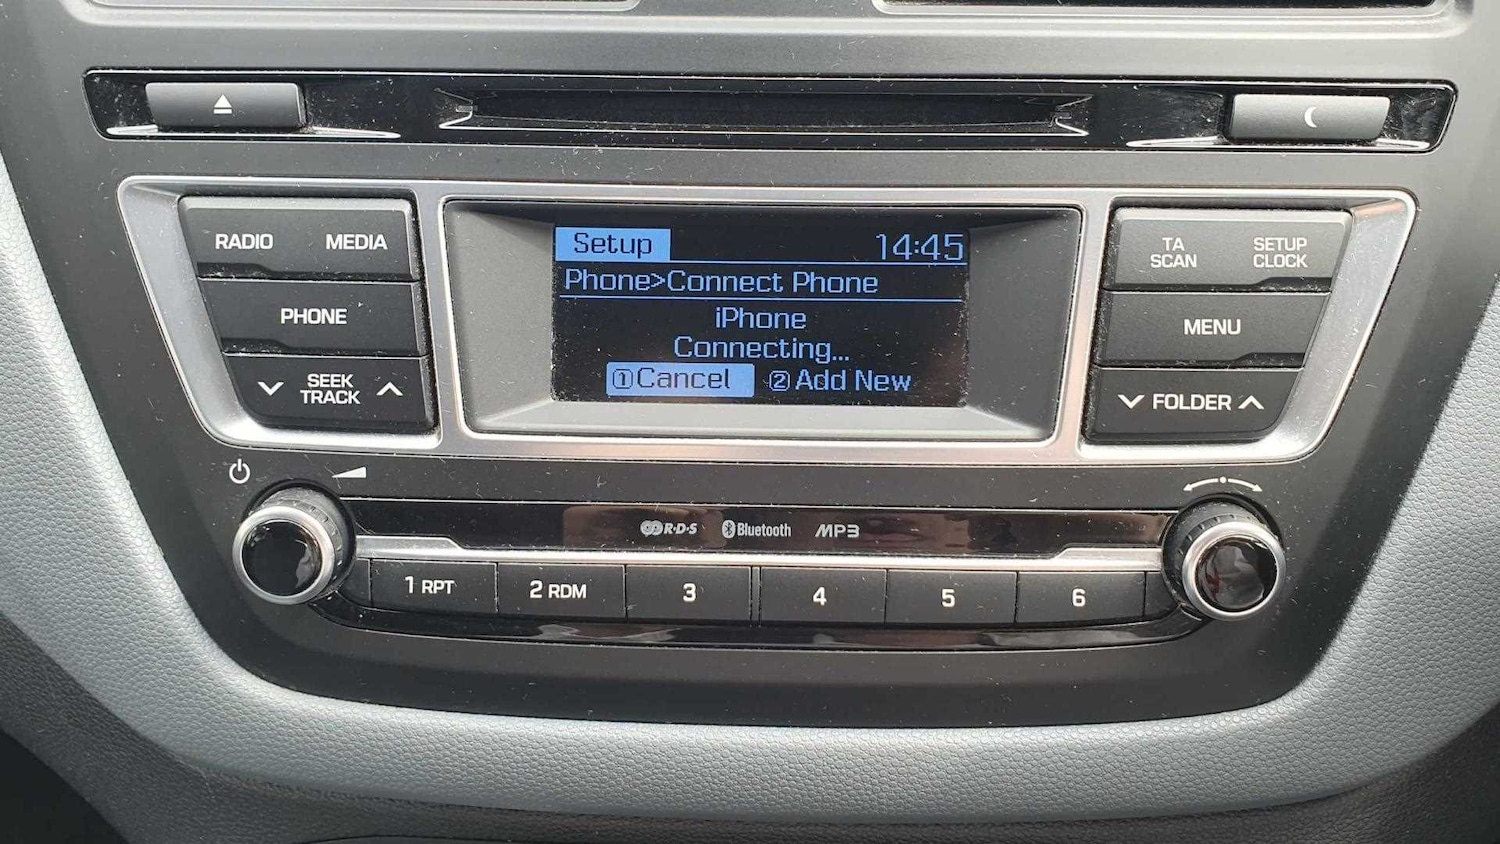 RADIO MEDIA
PHONE
SEEK
TRACK
Setup 14:45
Phone>Connect Phone
iPhone
Connecting...
①Cancel ②Add New
TA
SCAN
SETUP
CLOCK
MENU
FOLDER
R·D·S Bluetooth MP3
1 RPT 2 RDM 3 4 5 6